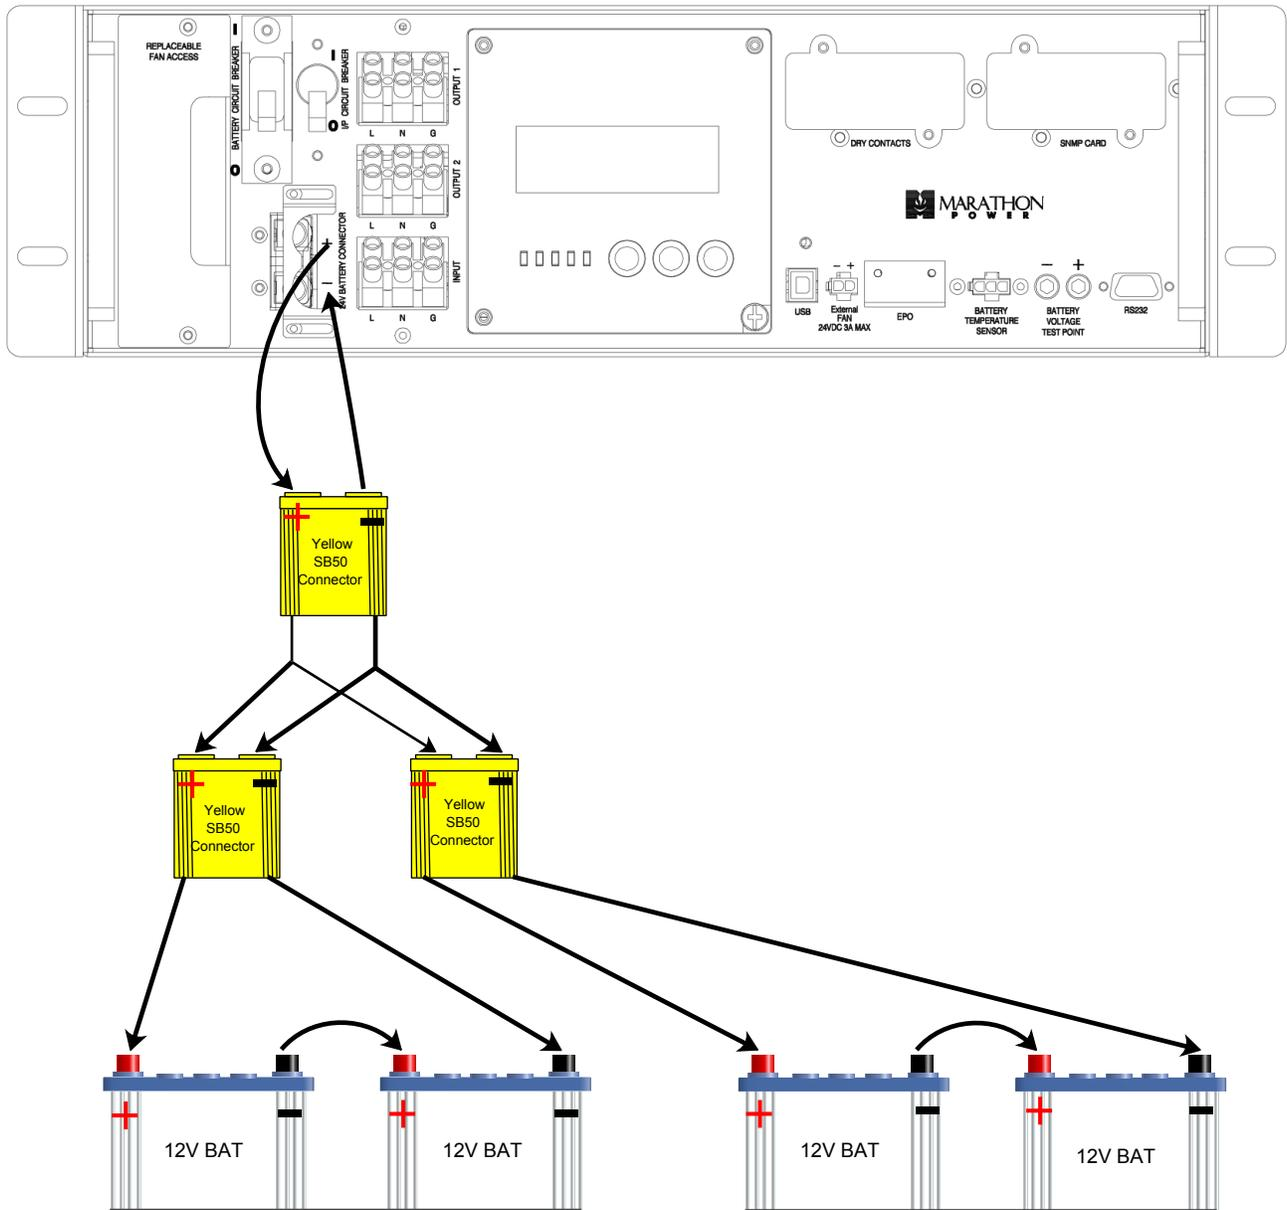 REPLACEABLE
FAN ACCESS
I
BATTERY CIRCUIT BREAKER
O
I
I/P CIRCUIT BREAKER
O
L N G
OUTPUT 1
L N G
OUTPUT 2
L N G
INPUT
+
−
24V BATTERY CONNECTOR
DRY CONTACTS
SNMP CARD
MARATHON
POWER
USB
− +
External
FAN
24VDC 3A MAX
EPO
BATTERY
TEMPERATURE
SENSOR
− +
BATTERY
VOLTAGE
TEST POINT
RS232
+ −
Yellow
SB50
Connector
+ −
Yellow
SB50
Connector
+ −
Yellow
SB50
Connector
+ −
12V BAT
+ −
12V BAT
+ −
12V BAT
+ −
12V BAT